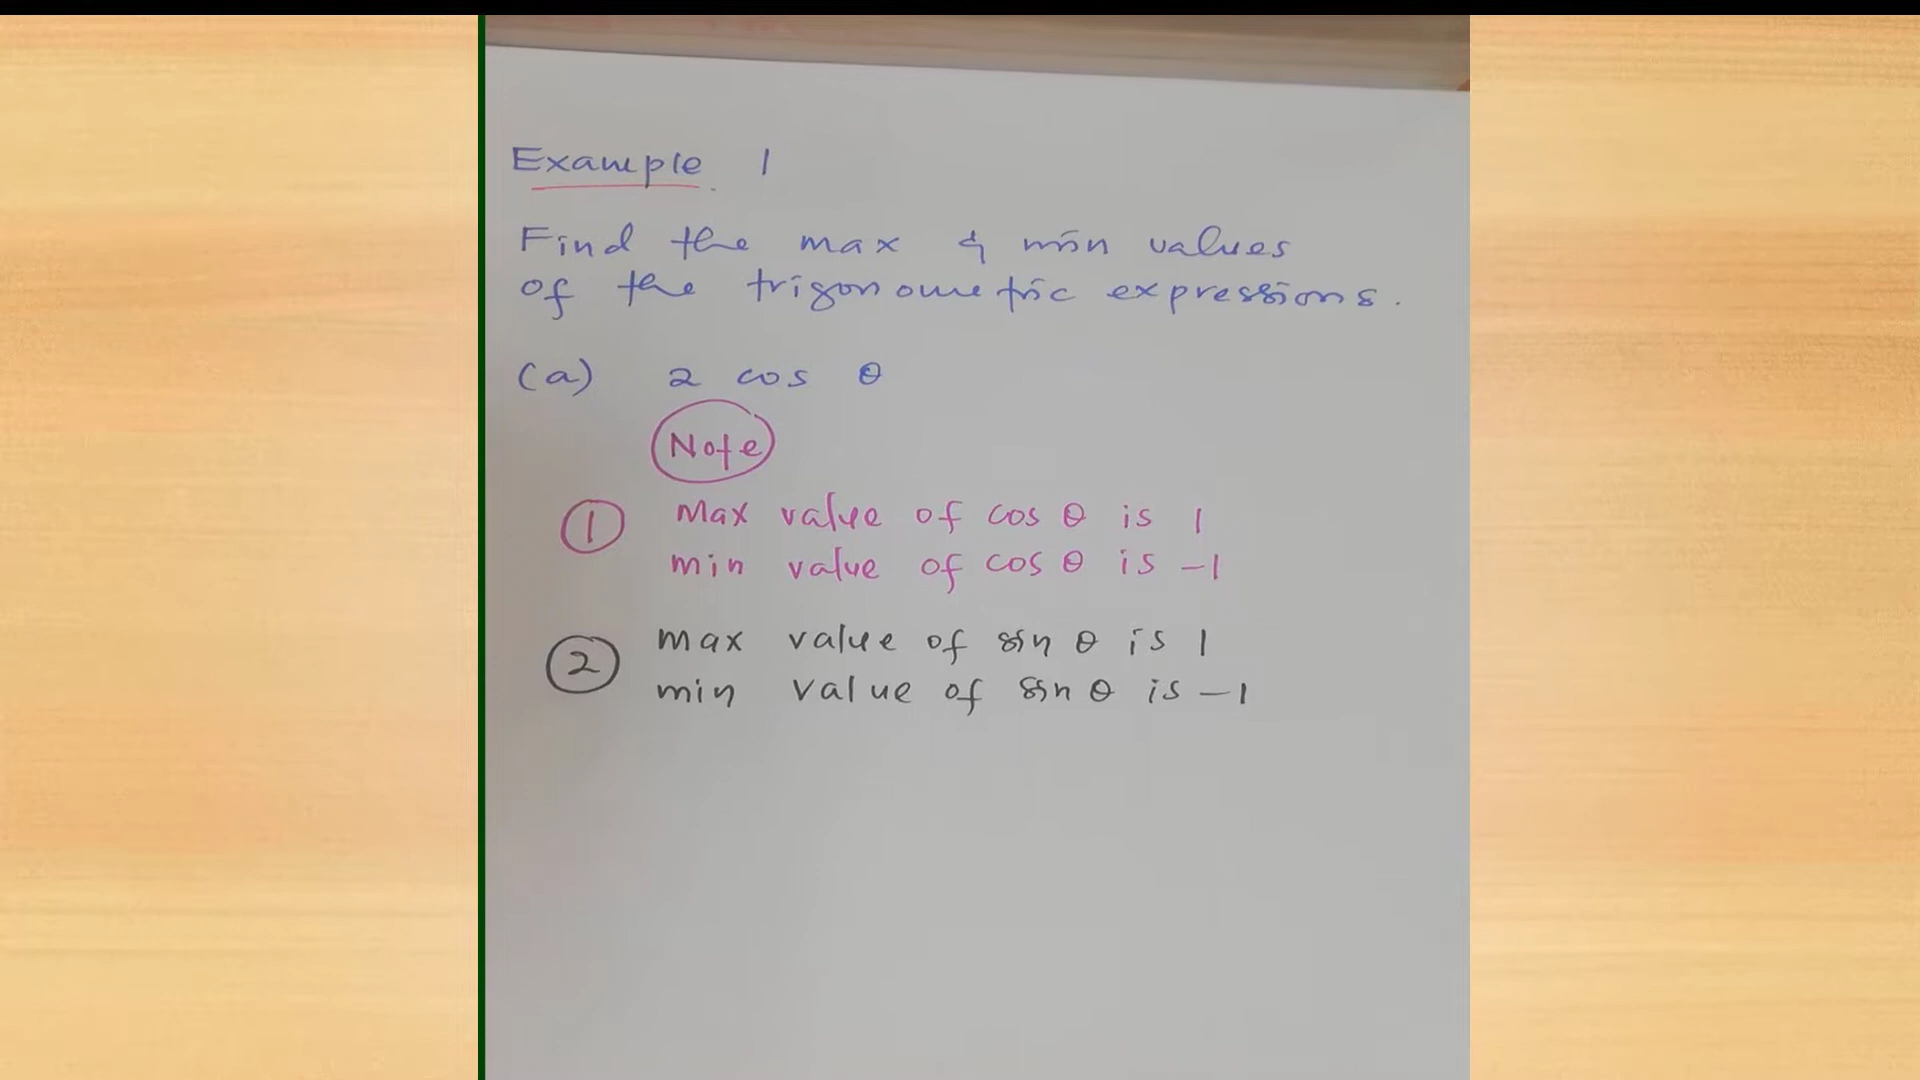 Example 1
Find the max & min values
of the trigonometric expressions.
(a) 2 cos θ
Note
① Max value of cos θ is 1
min value of cos θ is -1
② max value of sin θ is 1
min value of sin θ is -1